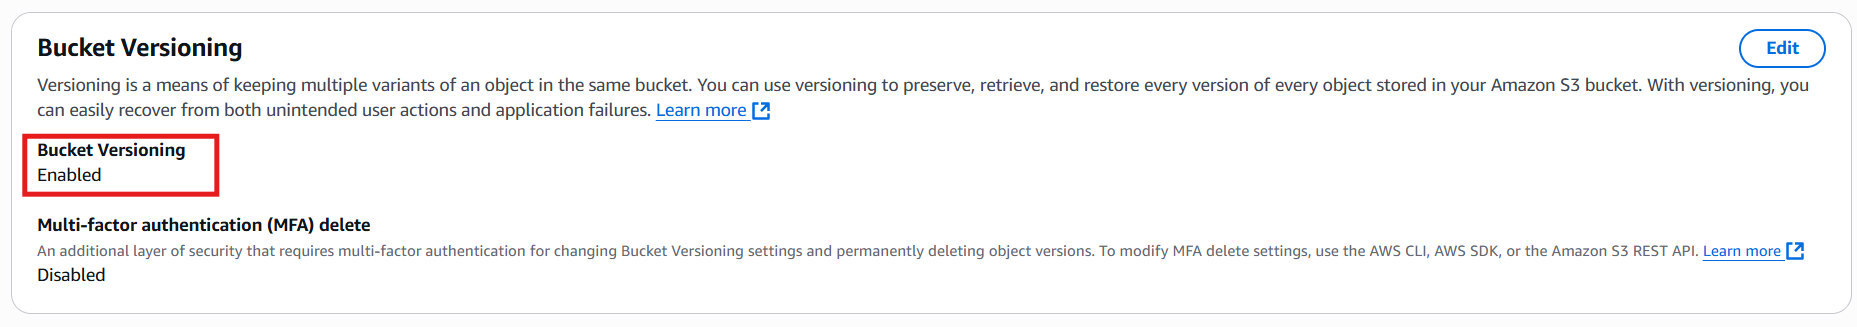 Bucket Versioning
Edit
Versioning is a means of keeping multiple variants of an object in the same bucket. You can use versioning to preserve, retrieve, and restore every version of every object stored in your Amazon S3 bucket. With versioning, you
can easily recover from both unintended user actions and application failures. Learn more
Bucket Versioning
Enabled
Multi-factor authentication (MFA) delete
An additional layer of security that requires multi-factor authentication for changing Bucket Versioning settings and permanently deleting object versions. To modify MFA delete settings, use the AWS CLI, AWS SDK, or the Amazon S3 REST API. Learn more
Disabled